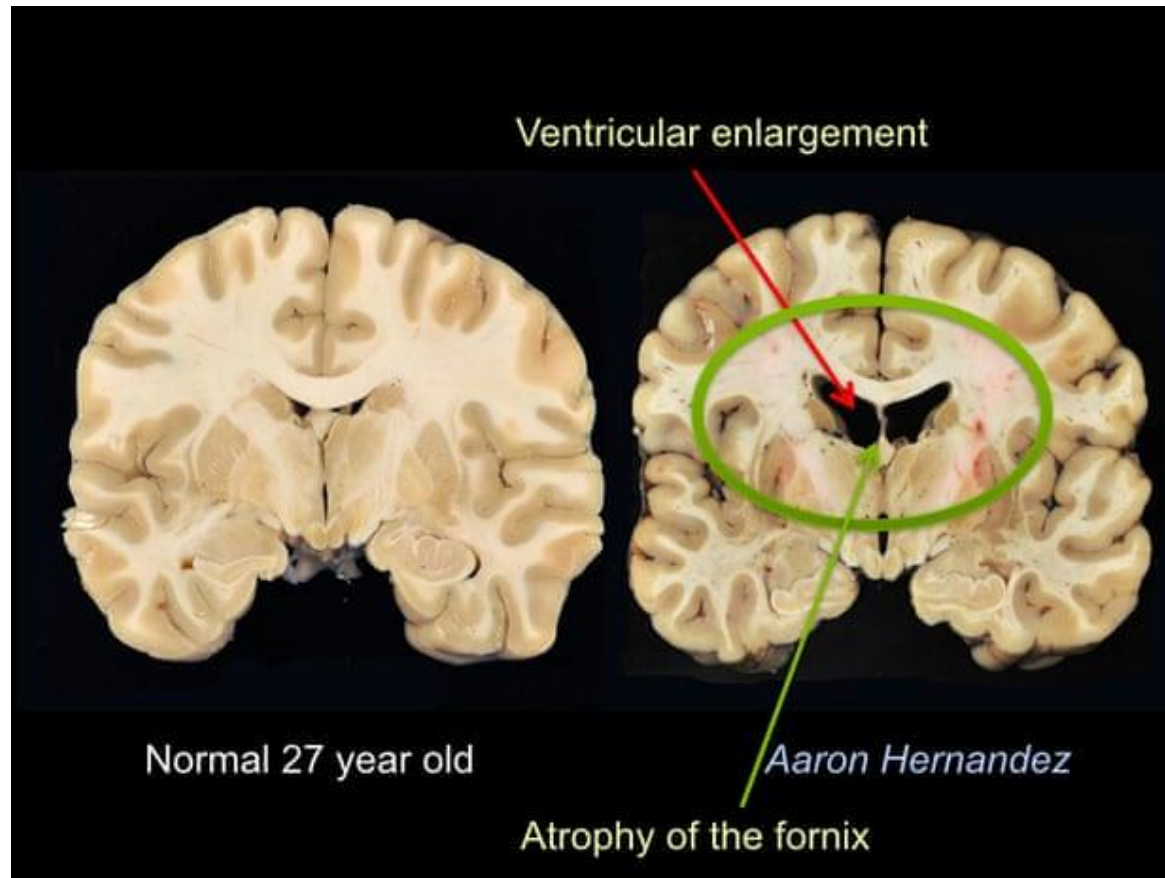 Ventricular enlargement
Normal 27 year old
Aaron Hernandez
Atrophy of the fornix